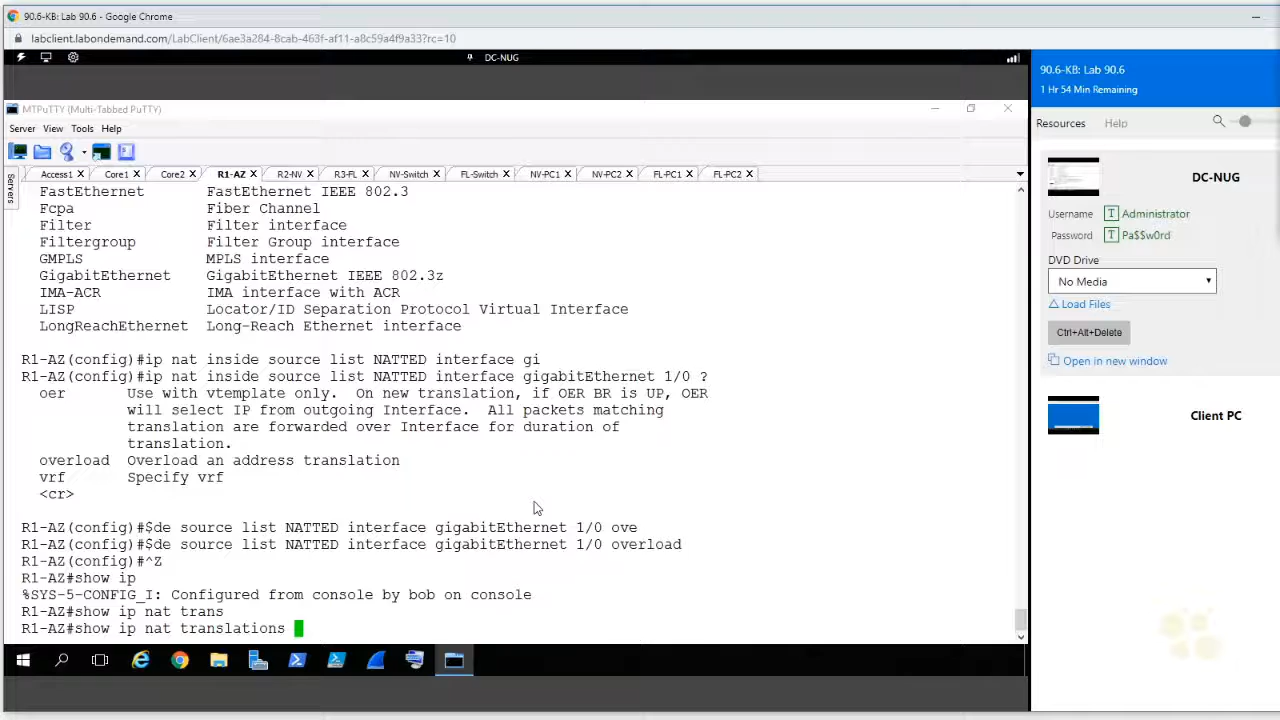 90.6-KB: Lab 90.6 - Google Chrome
labclient.labondemand.com/LabClient/6ae3a284-8cab-463f-af11-a8c59a4f9a33?rc=10
DC-NUG
90.6-KB: Lab 90.6
1 Hr 54 Min Remaining
MTPuTTY (Multi-Tabbed PuTTY)
Server View Tools Help
Resources Help
Servers
Access1 Core1 Core2 R1-AZ R2-NV R3-FL NV-Switch FL-Switch NV-PC1 NV-PC2 FL-PC1 FL-PC2
FastEthernet FastEthernet IEEE 802.3
Fcpa Fiber Channel
Filter Filter interface
Filtergroup Filter Group interface
GMPLS MPLS interface
GigabitEthernet GigabitEthernet IEEE 802.3z
IMA-ACR IMA interface with ACR
LISP Locator/ID Separation Protocol Virtual Interface
LongReachEthernet Long-Reach Ethernet interface
R1-AZ(config)#ip nat inside source list NATTED interface gi
R1-AZ(config)#ip nat inside source list NATTED interface gigabitEthernet 1/0 ?
oer Use with vtemplate only. On new translation, if OER BR is UP, OER
will select IP from outgoing Interface. All packets matching
translation are forwarded over Interface for duration of
translation.
overload Overload an address translation
vrf Specify vrf
<cr>
R1-AZ(config)#$de source list NATTED interface gigabitEthernet 1/0 ove
R1-AZ(config)#$de source list NATTED interface gigabitEthernet 1/0 overload
R1-AZ(config)#^Z
R1-AZ#show ip
%SYS-5-CONFIG_I: Configured from console by bob on console
R1-AZ#show ip nat trans
R1-AZ#show ip nat translations
DC-NUG
Username T Administrator
Password T Pa$$w0rd
DVD Drive
No Media
Load Files
Ctrl+Alt+Delete
Open in new window
Client PC